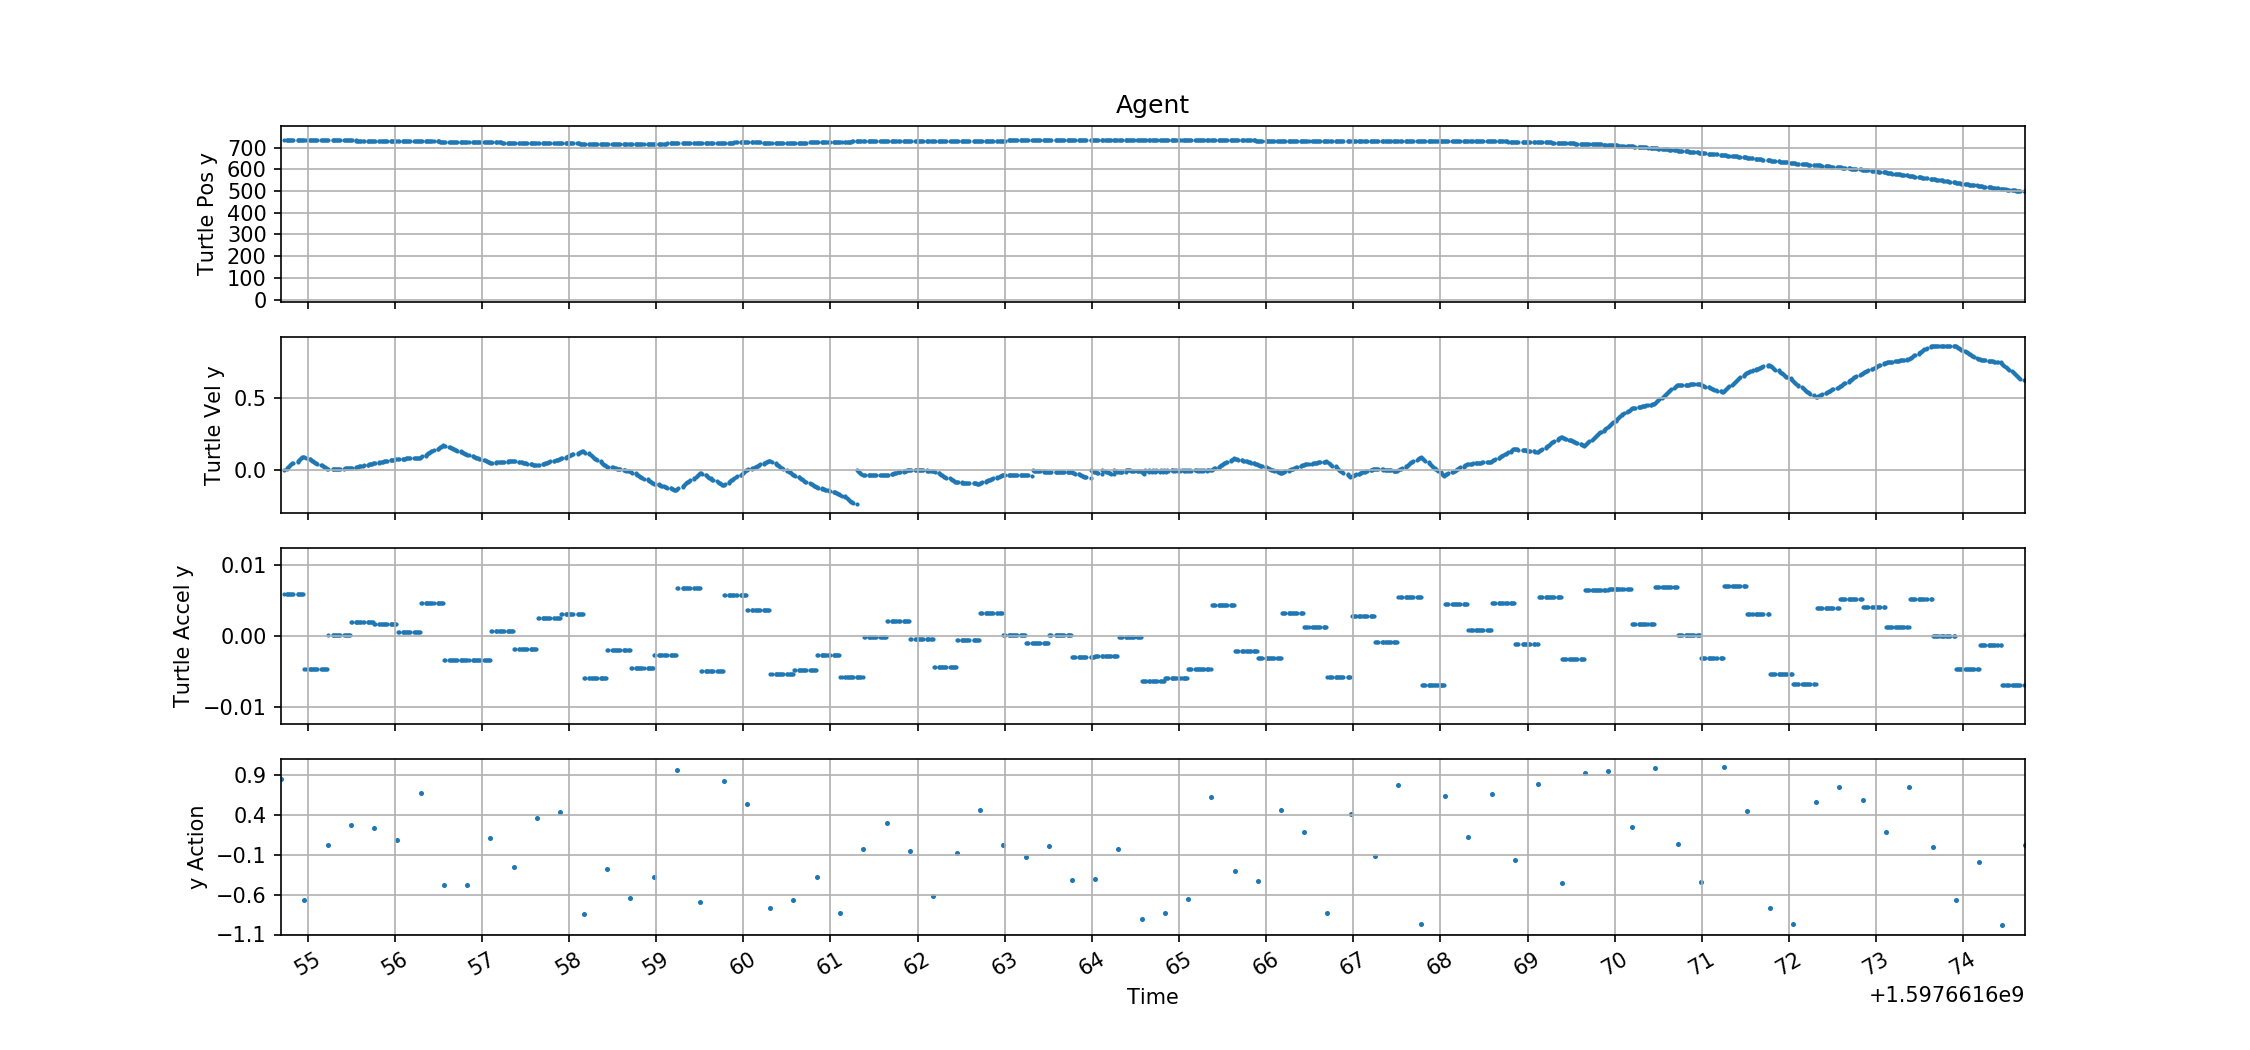 Agent
Turtle Pos y
700
600
500
400
300
200
100
0
Turtle Vel y
0.5
0.0
Turtle Accel y
0.01
0.00
−0.01
y Action
0.9
0.4
−0.1
−0.6
−1.1
55 56 57 58 59 60 61 62 63 64 65 66 67 68 69 70 71 72 73 74
Time
+1.5976616e9